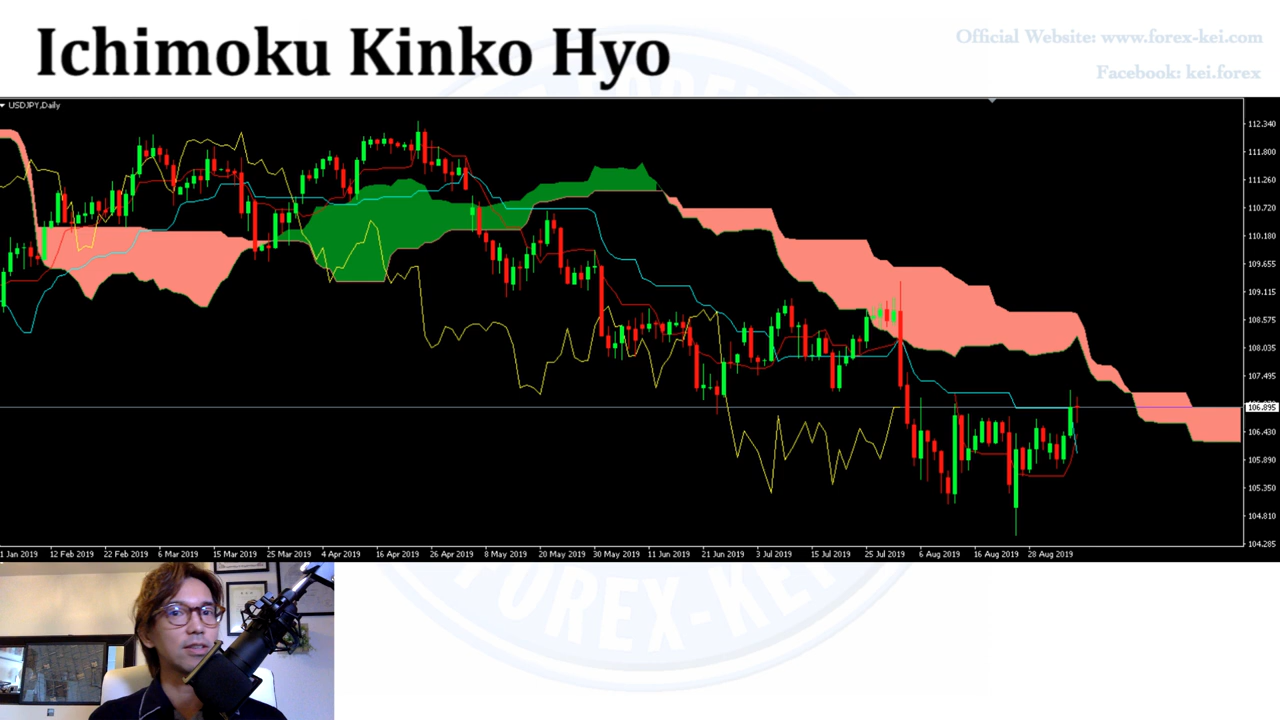 Ichimoku Kinko Hyo
Official Website: www.forex-kei.com
Facebook: kei.forex
USDJPY,Daily
112.340
111.800
111.260
110.720
110.180
109.655
109.115
108.575
108.035
107.495
106.895
106.430
105.890
105.350
104.810
104.285
1 Jan 2019 12 Feb 2019 22 Feb 2019 6 Mar 2019 15 Mar 2019 25 Mar 2019 4 Apr 2019 16 Apr 2019 26 Apr 2019 8 May 2019 20 May 2019 30 May 2019 11 Jun 2019 21 Jun 2019 3 Jul 2019 15 Jul 2019 25 Jul 2019 6 Aug 2019 16 Aug 2019 28 Aug 2019
FOREX-KEI